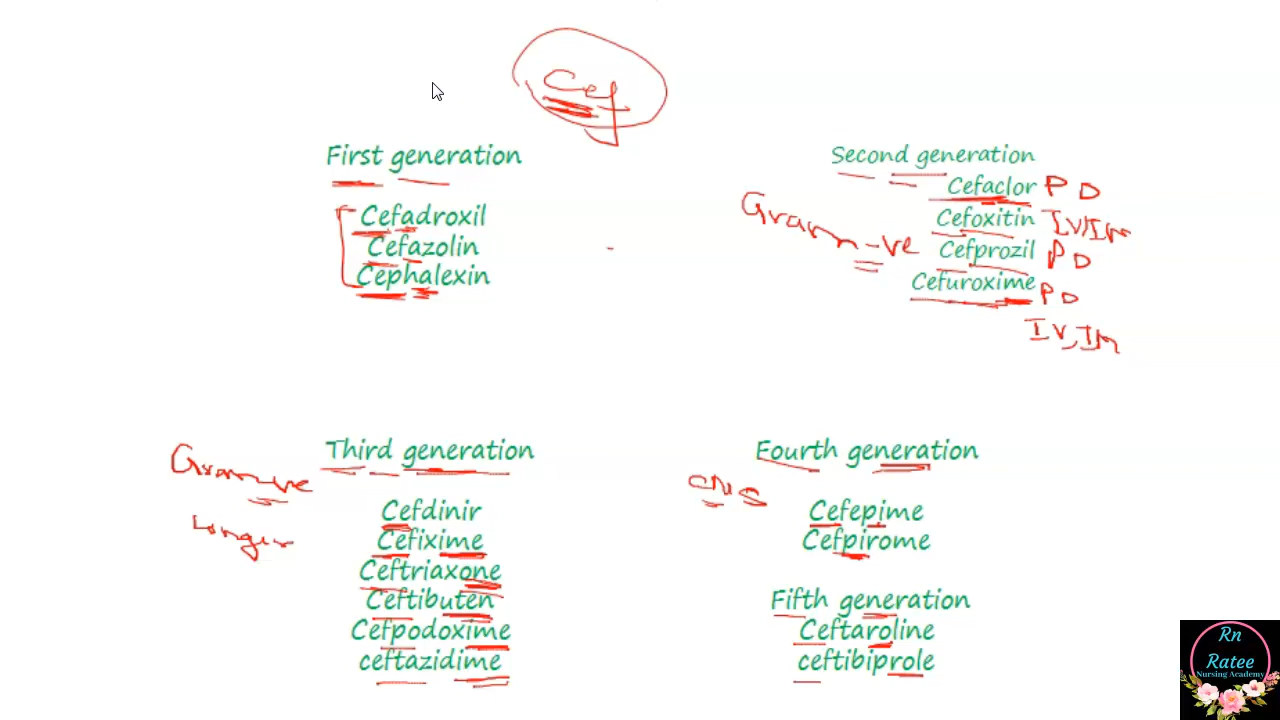 Cef
First generation
Cefadroxil
Cefazolin
Cephalexin
Second generation
Cefaclor PO
Gram -ve
Cefoxitin IV/IM
Cefprozil PO
Cefuroxime PO
IV, IM
Third generation
Gram -ve
Longer
Cefdinir
Cefixime
Ceftriaxone
Ceftibuten
Cefpodoxime
ceftazidime
Fourth generation
CNS
Cefepime
Cefpirome
Fifth generation
Ceftaroline
ceftibiprole
Rn
Ratee
Nursing Academy